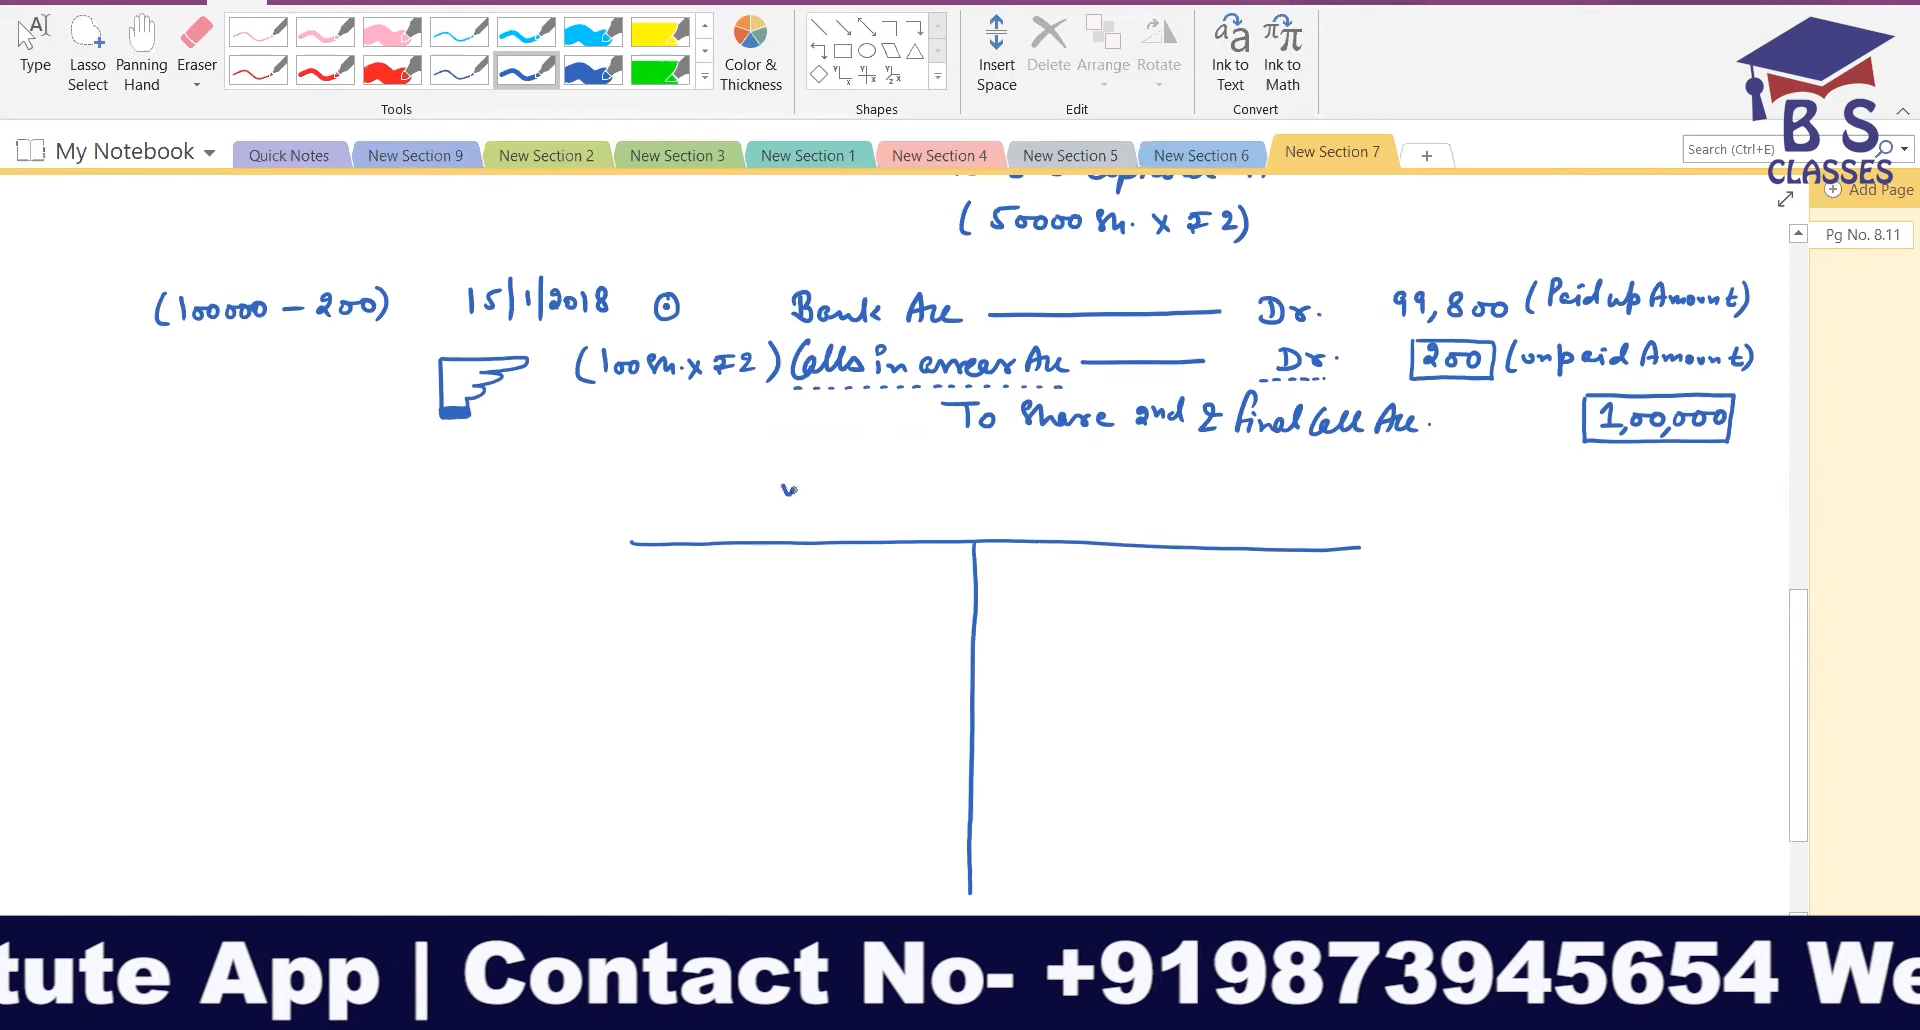 Type
Lasso Select
Panning Hand
Eraser
Color & Thickness
Insert Space
Delete
Arrange
Rotate
Ink to Text
Ink to Math
Tools
Shapes
Edit
Convert
B S
CLASSES
My Notebook
Quick Notes
New Section 9
New Section 2
New Section 3
New Section 1
New Section 4
New Section 5
New Section 6
New Section 7
Search (Ctrl+E)
Add Page
Pg No. 8.11
(50000 Sh. x ₹ 2)
(100000 - 200) 15/1/2018 Bank A/c Dr. 99,800 (Paid up Amount)
(100 Sh. x ₹ 2) Calls in arrear A/c Dr. 200 (unpaid Amount)
To Share 2nd & final Call A/c. 1,00,000
tute App | Contact No- +919873945654 We